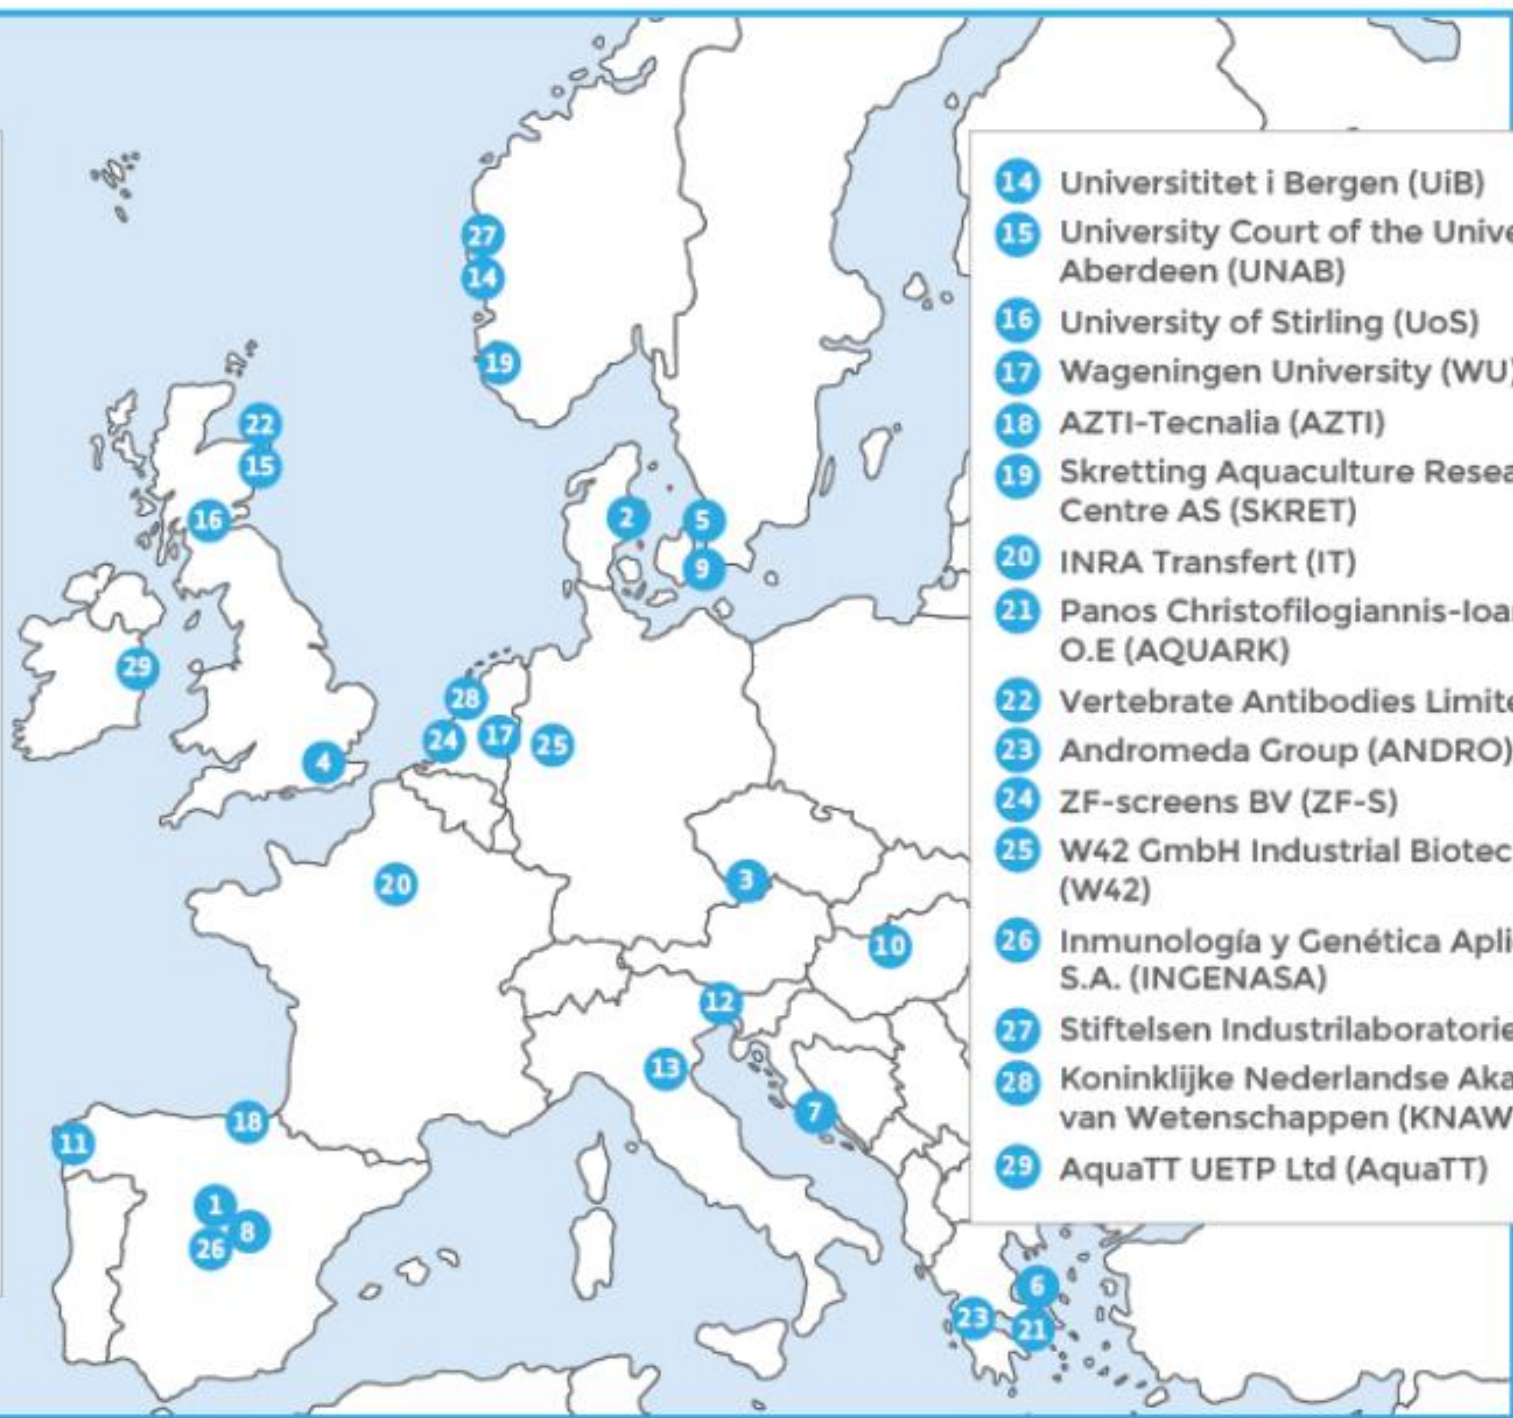 27
14
19
22
15
16
2
5
9
29
28
24
17
25
4
20
3
10
12
13
7
18
11
1
8
26
6
23
21
14 Universititet i Bergen (UiB)
15 University Court of the Unive
Aberdeen (UNAB)
16 University of Stirling (UoS)
17 Wageningen University (WU)
18 AZTI-Tecnalia (AZTI)
19 Skretting Aquaculture Resea
Centre AS (SKRET)
20 INRA Transfert (IT)
21 Panos Christofilogiannis-Ioa
O.E (AQUARK)
22 Vertebrate Antibodies Limite
23 Andromeda Group (ANDRO)
24 ZF-screens BV (ZF-S)
25 W42 GmbH Industrial Biotec
(W42)
26 Inmunología y Genética Apli
S.A. (INGENASA)
27 Stiftelsen Industrilaboratorie
28 Koninklijke Nederlandse Aka
van Wetenschappen (KNAW
29 AquaTT UETP Ltd (AquaTT)